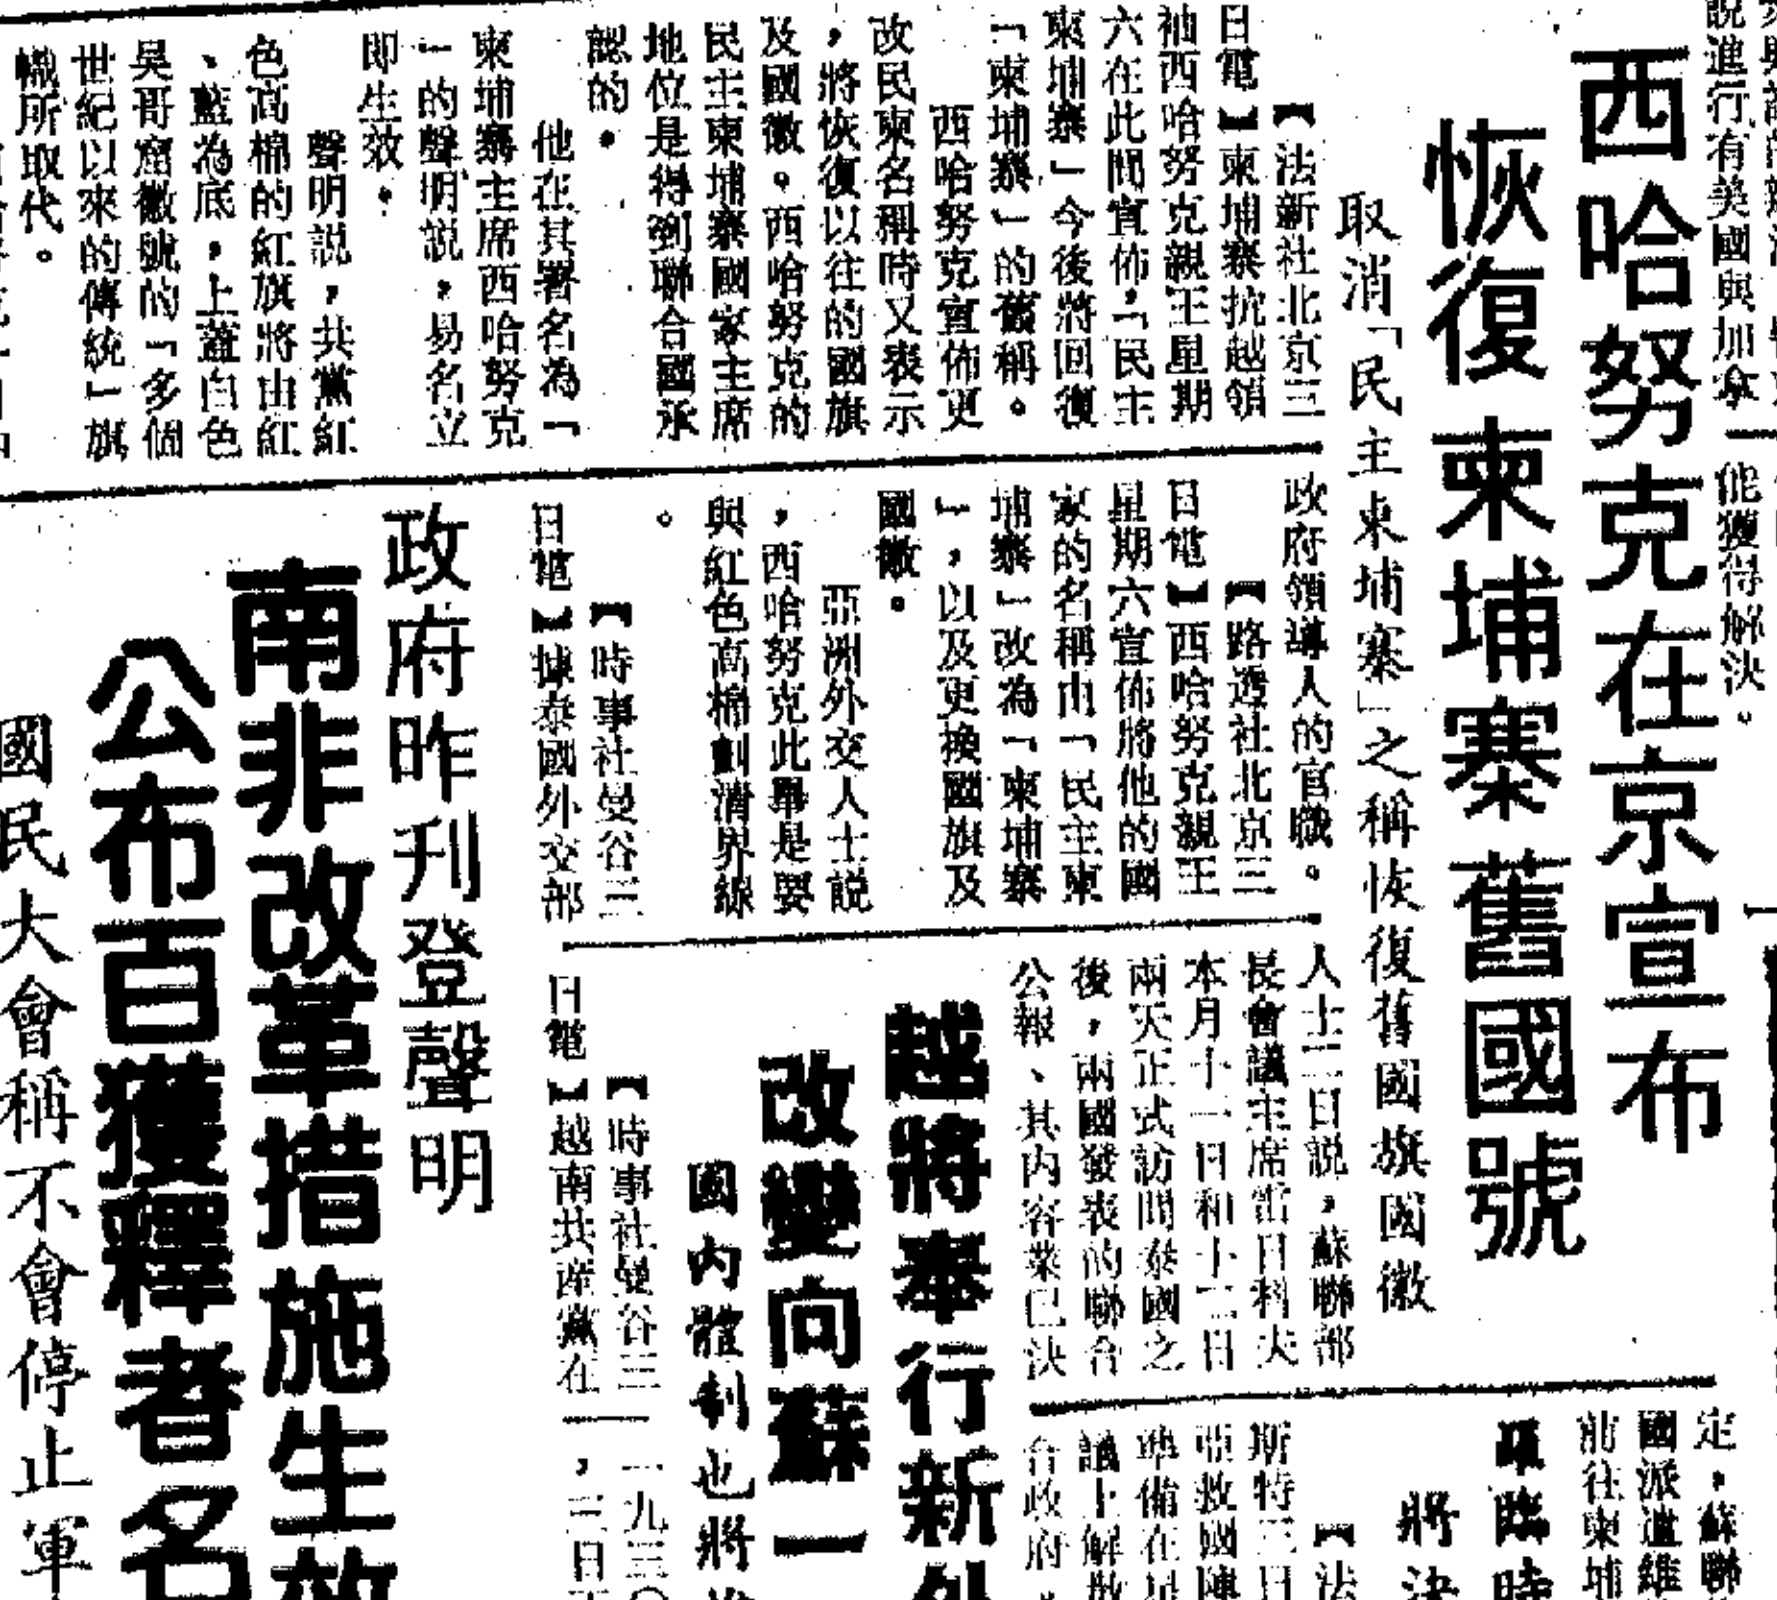 說進行有美國與加拿
能獲得解決。
西哈努克在京宣布
恢復柬埔寨舊國號
取消「民主柬埔寨」之稱恢復舊國旗國徽
【法新社北京三
日電】柬埔寨抗越領
袖西哈努克親王星期
六在此間宣佈，「民主
柬埔寨」今後將回復
「柬埔寨」的舊稱。
西哈努克宣佈更
改民柬名稱時又表示
，將恢復以往的國旗
及國徽。西哈努克的
民主柬埔寨國家主席
地位是得到聯合國承
認的。
他在其署名為「
柬埔寨主席西哈努克
」的聲明說，易名立
即生效。
聲明說，共黨紅
色高棉的紅旗將由紅
、藍為底，上蓋白色
吳哥窟徽號的「多個
世紀以來的傳統」旗
幟所取代。
政府領導人的官職。
【路透社北京三
日電】西哈努克親王
星期六宣佈將他的國
家的名稱由「民主柬
埔寨」改為「柬埔寨
」，以及更換國旗及
國徽。
亞洲外交人士說
，西哈努克此舉是要
與紅色高棉劃清界線
。
【時事社曼谷三
日電】據泰國外交部
人士二日說，蘇聯部
長會議主席雷日科夫
本月十一日和十二日
兩天正式訪問泰國之
後，兩國發表的聯合
公報、其內容業已決
定，蘇聯
國派遣維
前往柬埔
將決
【法
斯特三日
亞救國陣
準備在星
議上解散
合政府，
越將舉行新外
改變向蘇一
國內體制也將
【時事社曼谷三
日電】越南共產黨在
一九三〇
，三日
政府昨刋登聲明
南非改革措施生效
公布百獲釋者名
國民大會稱不會停止軍